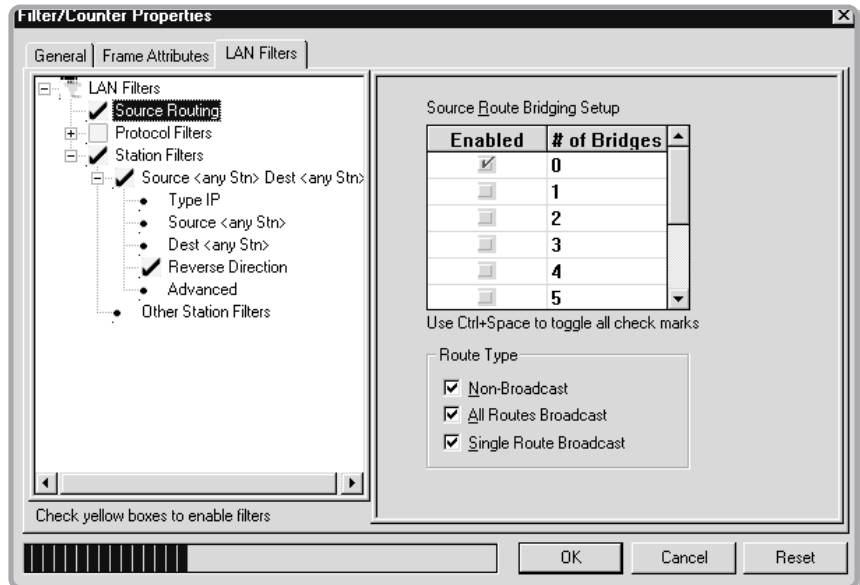 Filter/Counter Properties
General
Frame Attributes
LAN Filters
LAN Filters
Source Routing
Protocol Filters
Station Filters
Source <any Stn> Dest <any Stn>
Type IP
Source <any Stn>
Dest <any Stn>
Reverse Direction
Advanced
Other Station Filters
Check yellow boxes to enable filters
Source Route Bridging Setup
Enabled # of Bridges
0
1
2
3
4
5
Use Ctrl+Space to toggle all check marks
Route Type
Non-Broadcast
All Routes Broadcast
Single Route Broadcast
OK
Cancel
Reset